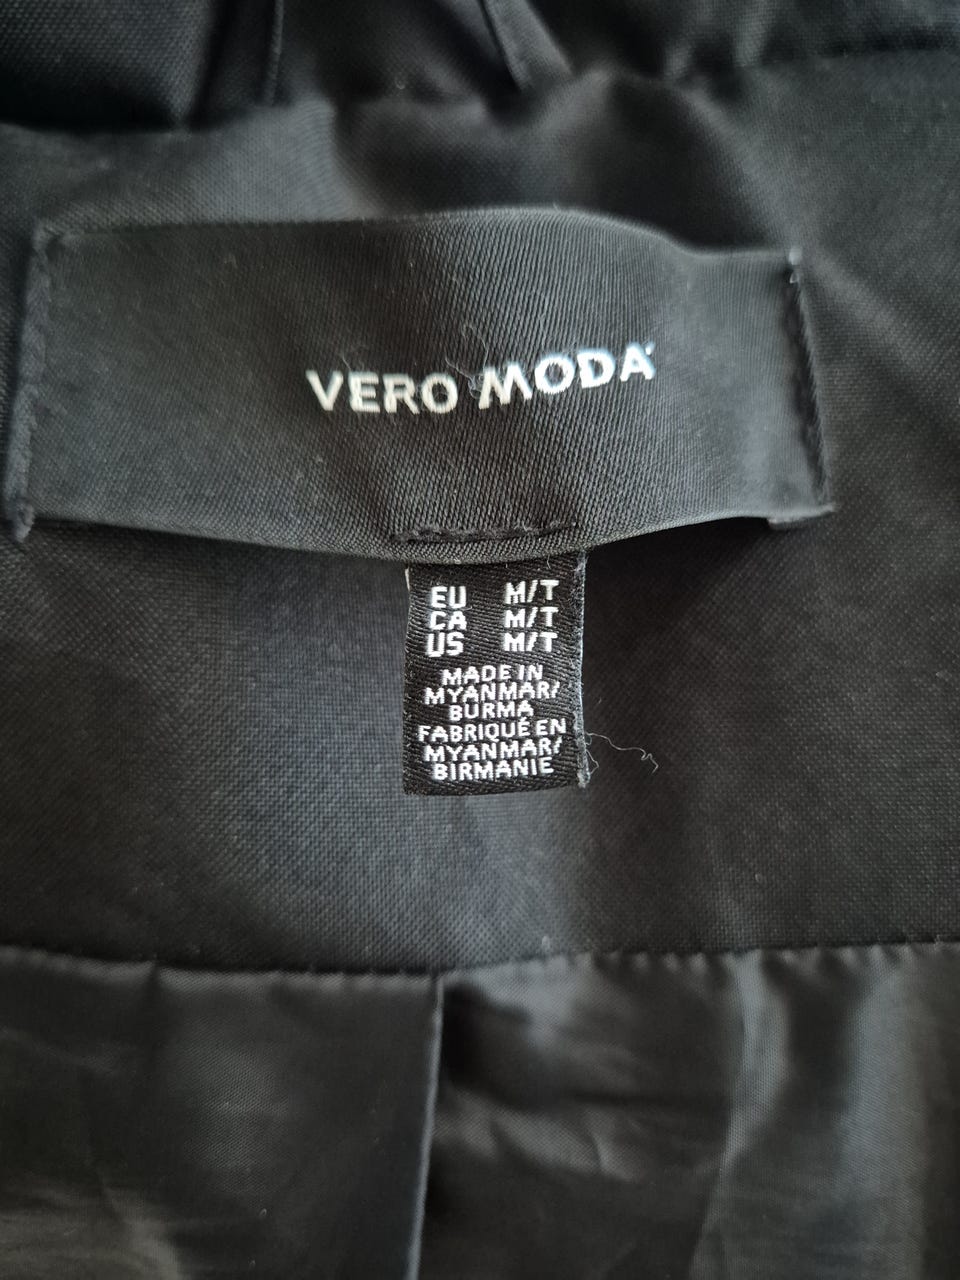 VERO MODA
EU M/T
CA M/T
US M/T
MADE IN
MYANMAR/
BURMA
FABRIQUÉ EN
MYANMAR/
BIRMANIE